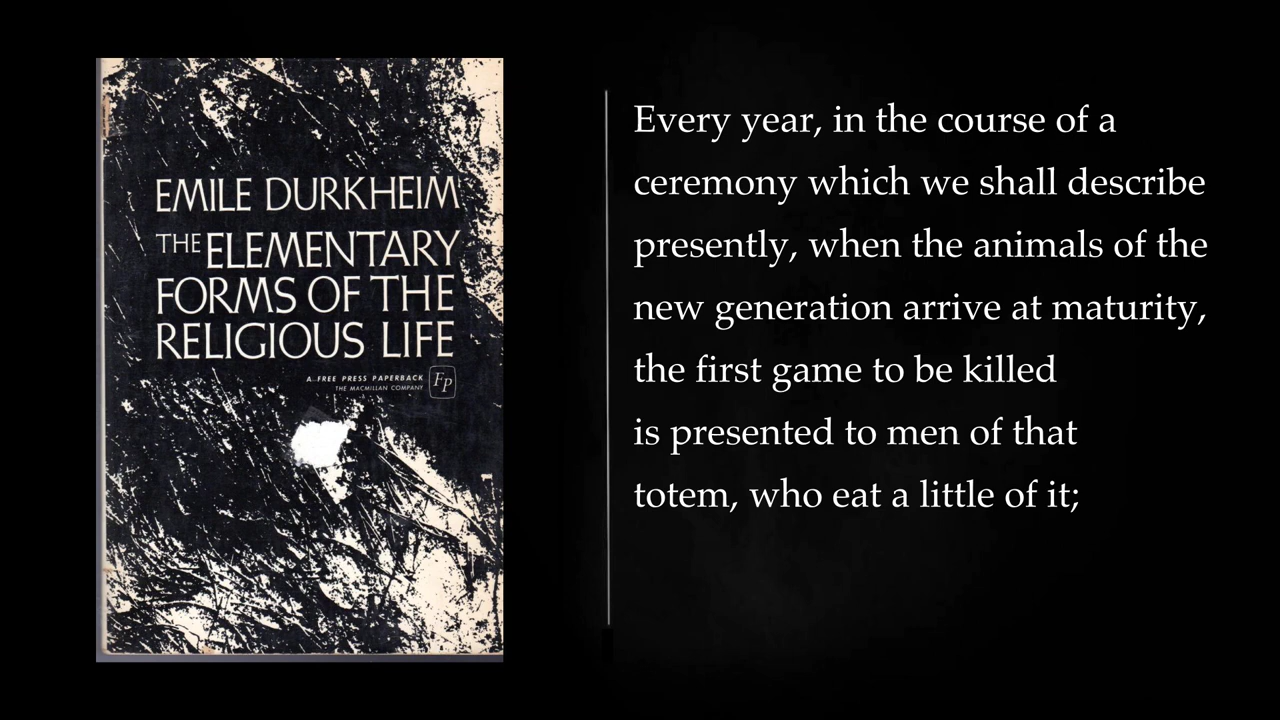 EMILE DURKHEIM
THE ELEMENTARY
FORMS OF THE
RELIGIOUS LIFE
A FREE PRESS PAPERBACK
THE MACMILLAN COMPANY
Fp
Every year, in the course of a
ceremony which we shall describe
presently, when the animals of the
new generation arrive at maturity,
the first game to be killed
is presented to men of that
totem, who eat a little of it;